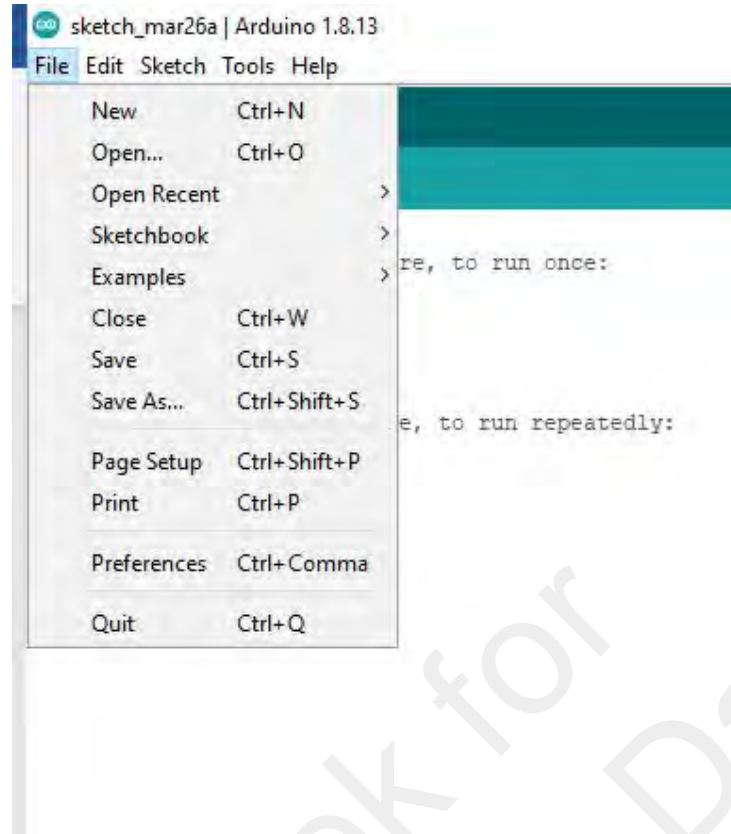 sketch_mar26a | Arduino 1.8.13
File Edit Sketch Tools Help
New Ctrl+N
Open... Ctrl+O
Open Recent >
Sketchbook >
Examples >
re, to run once:
Close Ctrl+W
Save Ctrl+S
Save As... Ctrl+Shift+S
e, to run repeatedly:
Page Setup Ctrl+Shift+P
Print Ctrl+P
Preferences Ctrl+Comma
Quit Ctrl+Q